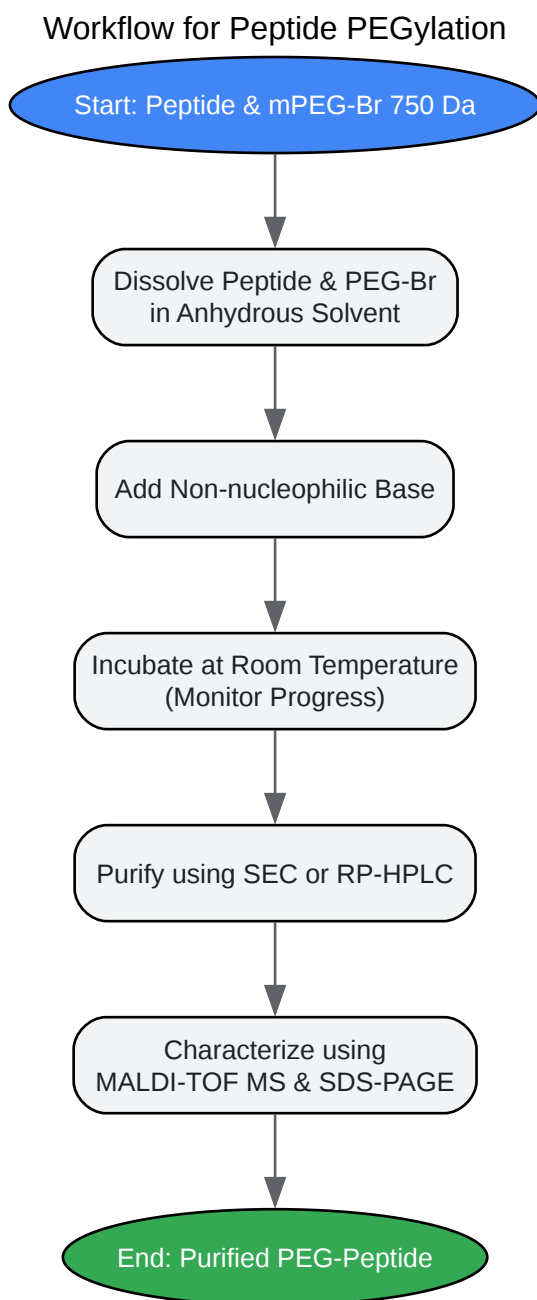 Workflow for Peptide PEGylation
Start: Peptide & mPEG-Br 750 Da
Dissolve Peptide & PEG-Br
in Anhydrous Solvent
Add Non-nucleophilic Base
Incubate at Room Temperature
(Monitor Progress)
Purify using SEC or RP-HPLC
Characterize using
MALDI-TOF MS & SDS-PAGE
End: Purified PEG-Peptide